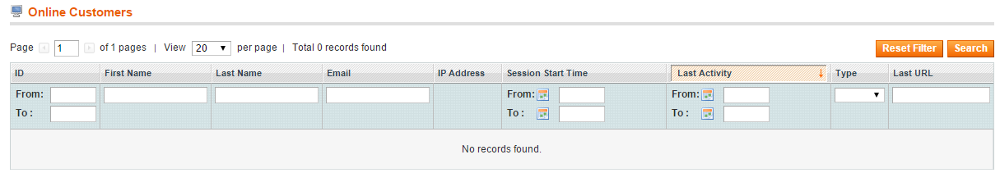 Online Customers
Page 1 of 1 pages | View 20 per page | Total 0 records found Reset Filter Search
ID First Name Last Name Email IP Address Session Start Time Last Activity Type Last URL
From: From: From:
To : To : To :
No records found.